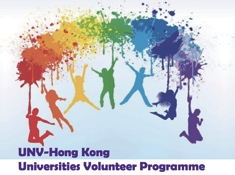 UNV-Hong Kong
Universities Volunteer Programme